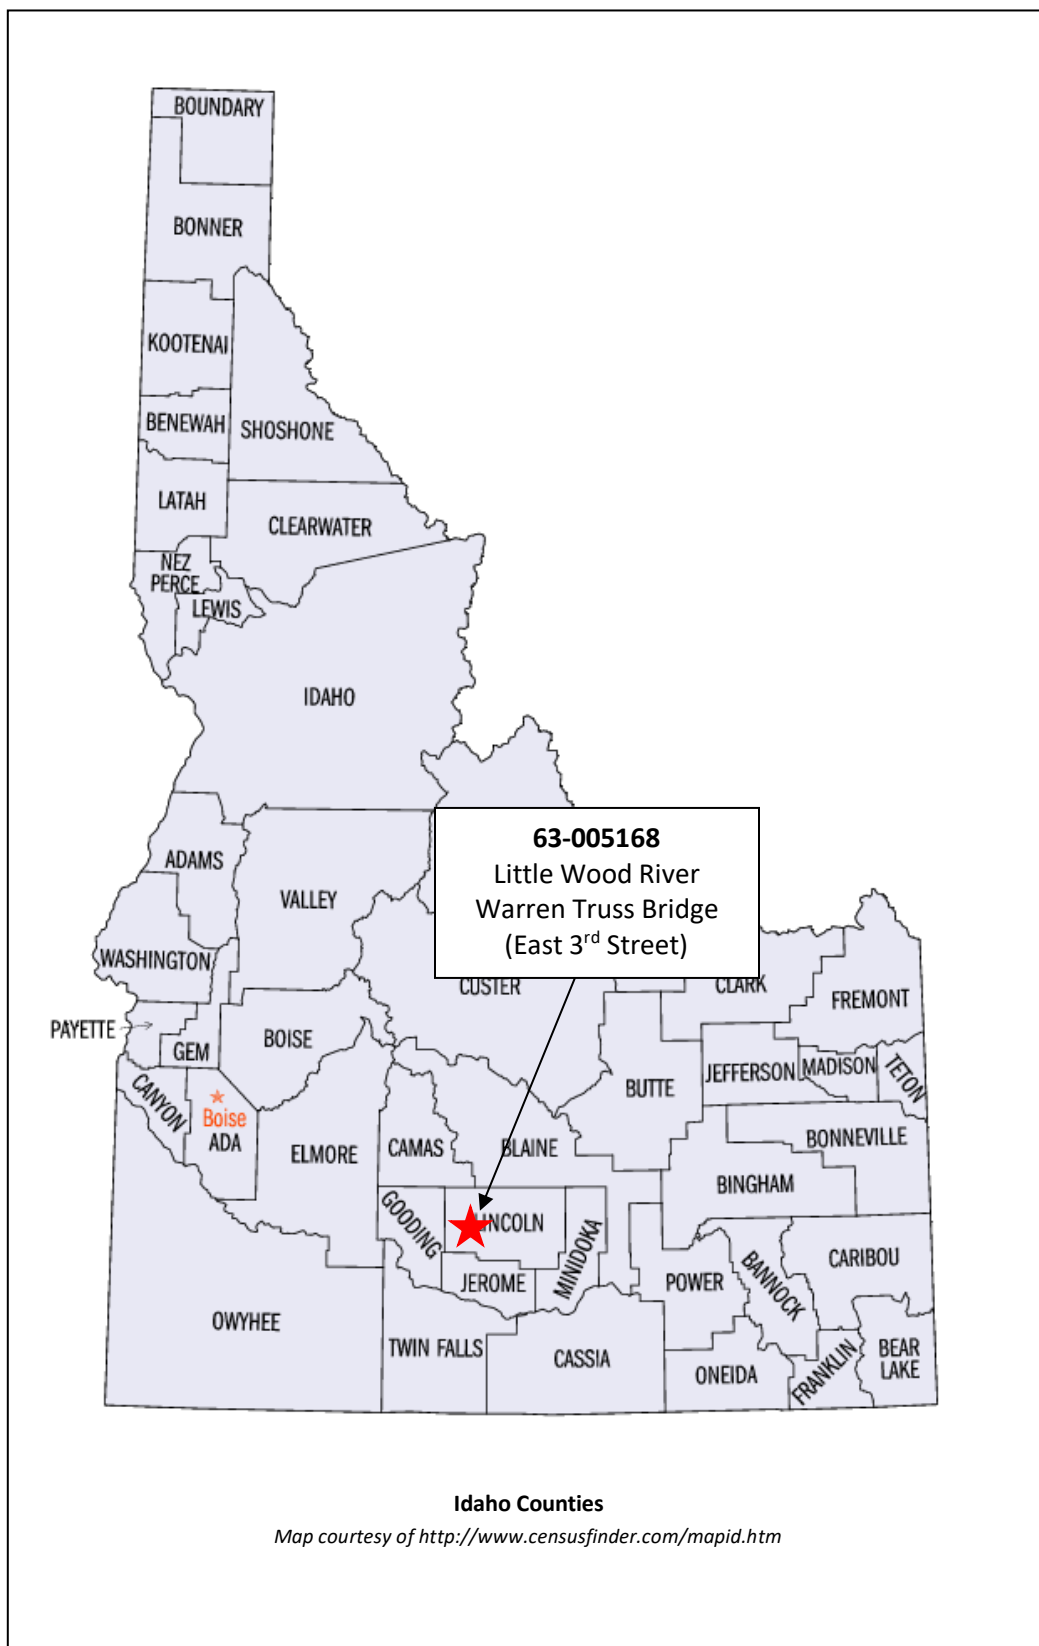 BOUNDARY
BONNER
KOOTENAI
BENEWAH
SHOSHONE
LATAH
CLEARWATER
NEZ
PERCE
LEWIS
IDAHO
63-005168
Little Wood River
Warren Truss Bridge
(East 3rd Street)
ADAMS
VALLEY
WASHINGTON
CUSTER
CLARK
FREMONT
PAYETTE
GEM
BOISE
BUTTE
JEFFERSON
MADISON
TETON
CANYON
Boise
ADA
ELMORE
CAMAS
BLAINE
BONNEVILLE
BINGHAM
GOODING
LINCOLN
MINIDOKA
JEROME
POWER
BANNOCK
CARIBOU
OWYHEE
TWIN FALLS
CASSIA
ONEIDA
FRANKLIN
BEAR
LAKE
Idaho Counties
Map courtesy of http://www.censusfinder.com/mapid.htm